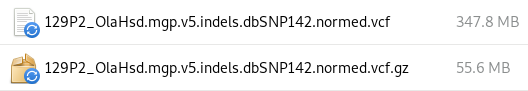 129P2_OlaHsd.mgp.v5.indels.dbSNP142.normed.vcf 347.8 MB
129P2_OlaHsd.mgp.v5.indels.dbSNP142.normed.vcf.gz 55.6 MB